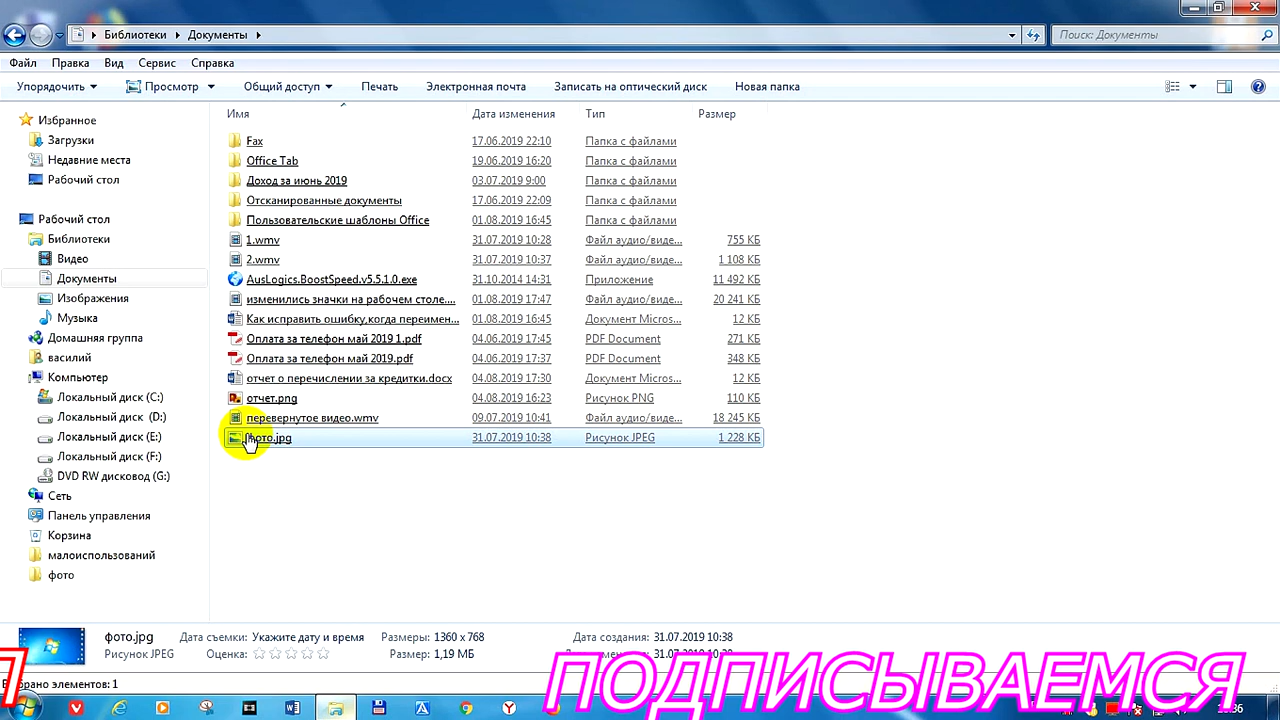 Библиотеки
Документы
Поиск: Документы
Файл Правка Вид Сервис Справка
Упорядочить Просмотр Общий доступ Печать Электронная почта Записать на оптический диск Новая папка
Имя Дата изменения Тип Размер
Избранное
Загрузки
Недавние места
Рабочий стол
Рабочий стол
Библиотеки
Видео
Документы
Изображения
Музыка
Домашняя группа
василий
Компьютер
Локальный диск (C:)
Локальный диск (D:)
Локальный диск (E:)
Локальный диск (F:)
DVD RW дисковод (G:)
Сеть
Панель управления
Корзина
малоиспользований
фото
Fax 17.06.2019 22:10 Папка с файлами
Office Tab 19.06.2019 16:20 Папка с файлами
Доход за июнь 2019 03.07.2019 9:00 Папка с файлами
Отсканированные документы 17.06.2019 22:09 Папка с файлами
Пользовательские шаблоны Office 01.08.2019 16:45 Папка с файлами
1.wmv 31.07.2019 10:28 Файл аудио/виде... 755 КБ
2.wmv 31.07.2019 10:37 Файл аудио/виде... 1 108 КБ
AusLogics.BoostSpeed.v5.5.1.0.exe 31.10.2014 14:31 Приложение 11 492 КБ
изменились значки на рабочем столе.... 01.08.2019 17:47 Файл аудио/виде... 20 241 КБ
Как исправить ошибку,когда переимен... 01.08.2019 16:45 Документ Micros... 12 КБ
Оплата за телефон май 2019 1.pdf 04.06.2019 17:45 PDF Document 271 КБ
Оплата за телефон май 2019.pdf 04.06.2019 17:37 PDF Document 348 КБ
отчет о перечислении за кредитки.docx 04.08.2019 17:30 Документ Micros... 12 КБ
отчет.png 04.08.2019 16:23 Рисунок PNG 110 КБ
перевернутое видео.wmv 09.07.2019 10:41 Файл аудио/виде... 18 245 КБ
фото.jpg 31.07.2019 10:38 Рисунок JPEG 1 228 КБ
фото.jpg Дата съемки: Укажите дату и время Размеры: 1360 x 768 Дата создания: 31.07.2019 10:38
Рисунок JPEG Оценка: Размер: 1,19 МБ
ПОДПИСЫВАЕМСЯ